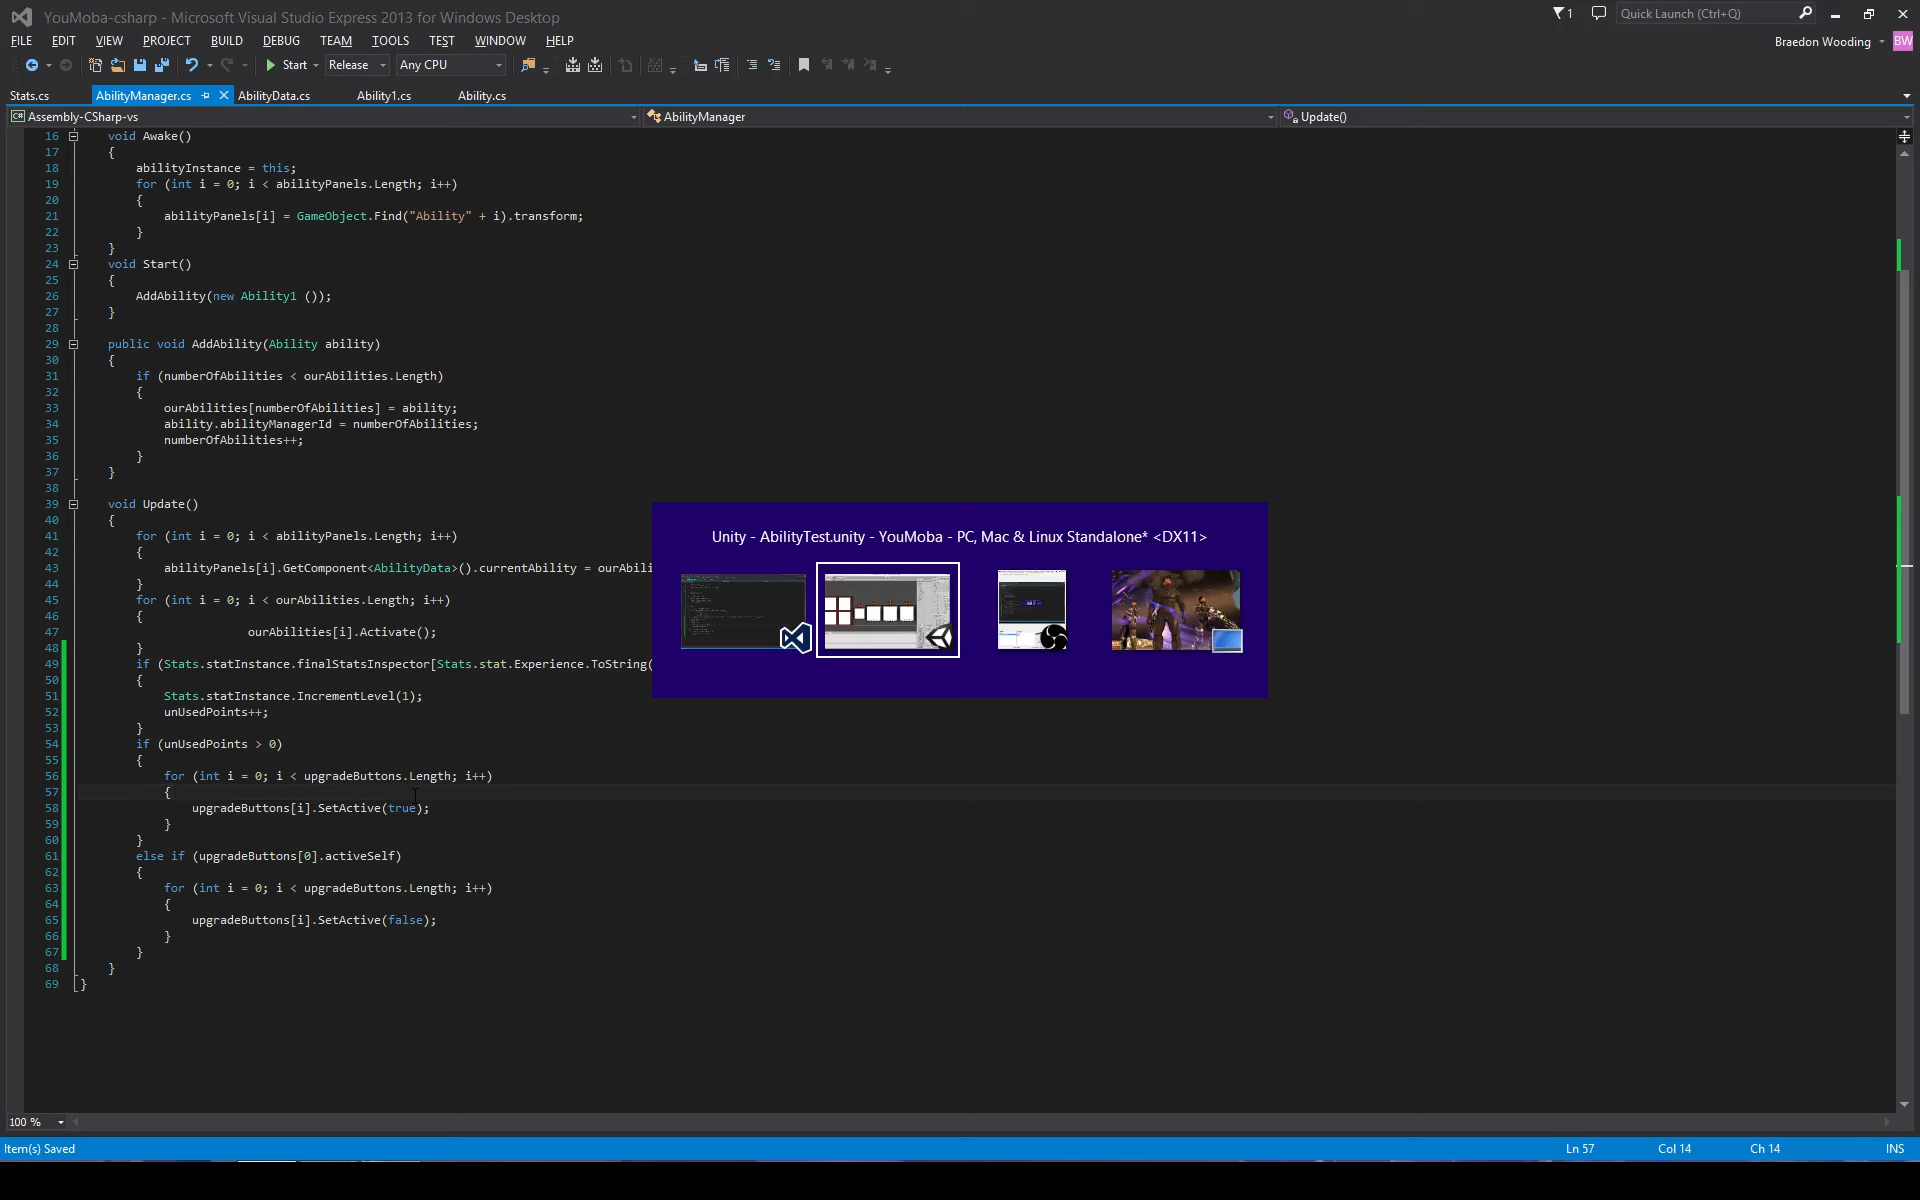 YouMoba-csharp - Microsoft Visual Studio Express 2013 for Windows Desktop
1
Quick Launch (Ctrl+Q)
FILE EDIT VIEW PROJECT BUILD DEBUG TEAM TOOLS TEST WINDOW HELP
Braedon Wooding
BW
Start
Release
Any CPU
Stats.cs
AbilityManager.cs
AbilityData.cs
Ability1.cs
Ability.cs
C# Assembly-CSharp-vs
AbilityManager
Update()
16 void Awake()
17 {
18 abilityInstance = this;
19 for (int i = 0; i < abilityPanels.Length; i++)
20 {
21 abilityPanels[i] = GameObject.Find("Ability" + i).transform;
22 }
23 }
24 void Start()
25 {
26 AddAbility(new Ability1 ());
27 }
28
29 public void AddAbility(Ability ability)
30 {
31 if (numberOfAbilities < ourAbilities.Length)
32 {
33 ourAbilities[numberOfAbilities] = ability;
34 ability.abilityManagerId = numberOfAbilities;
35 numberOfAbilities++;
36 }
37 }
38
39 void Update()
40 {
41 for (int i = 0; i < abilityPanels.Length; i++)
42 {
43 abilityPanels[i].GetComponent<AbilityData>().currentAbility = ourAbili
44 }
45 for (int i = 0; i < ourAbilities.Length; i++)
46 {
47 ourAbilities[i].Activate();
48 }
49 if (Stats.statInstance.finalStatsInspector[Stats.stat.Experience.ToString(
50 {
51 Stats.statInstance.IncrementLevel(1);
52 unUsedPoints++;
53 }
54 if (unUsedPoints > 0)
55 {
56 for (int i = 0; i < upgradeButtons.Length; i++)
57 {
58 upgradeButtons[i].SetActive(true);
59 }
60 }
61 else if (upgradeButtons[0].activeSelf)
62 {
63 for (int i = 0; i < upgradeButtons.Length; i++)
64 {
65 upgradeButtons[i].SetActive(false);
66 }
67 }
68 }
69 }
Unity - AbilityTest.unity - YouMoba - PC, Mac & Linux Standalone* <DX11>
100 %
Item(s) Saved
Ln 57
Col 14
Ch 14
INS